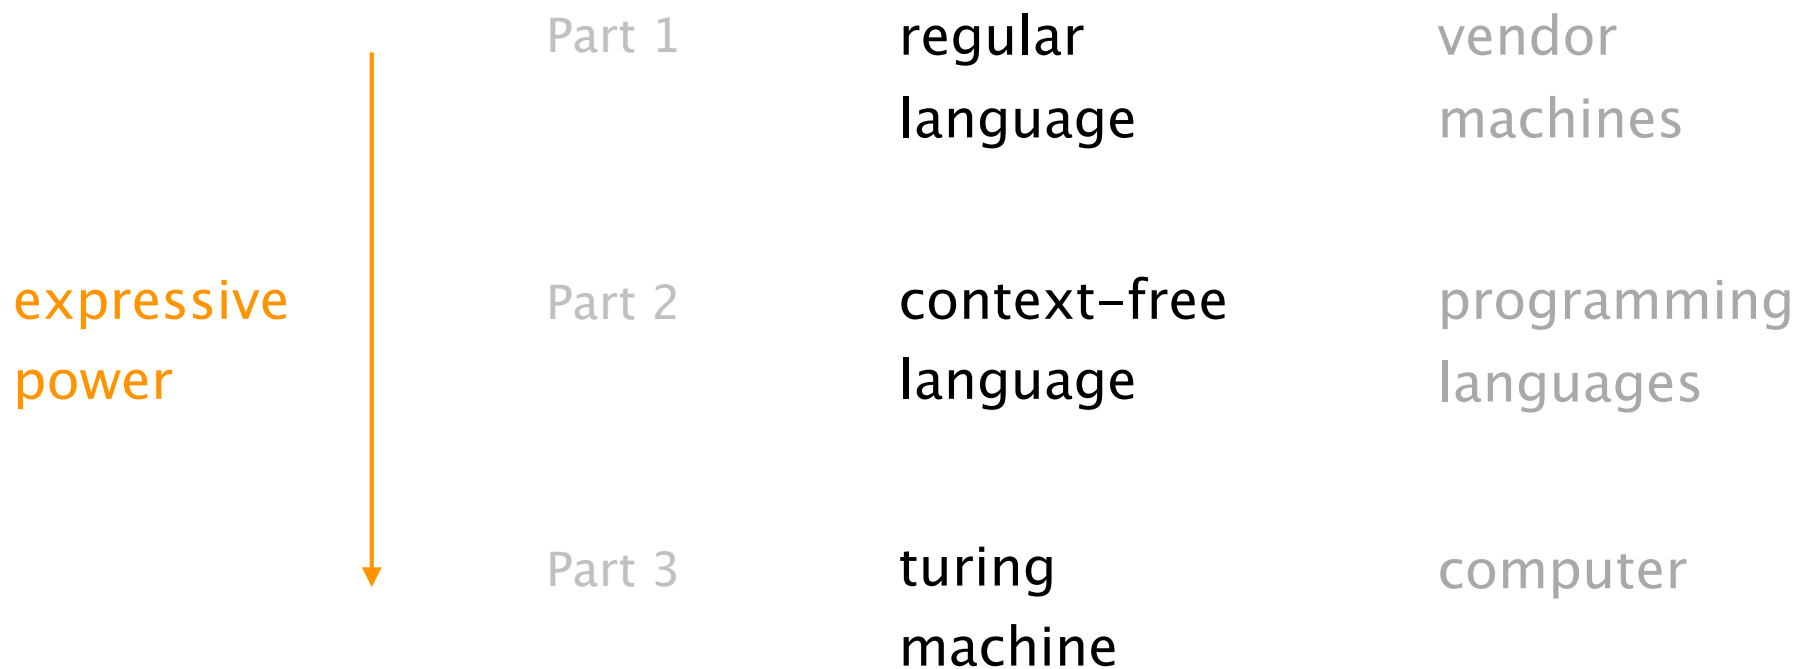 Part 1 regular vendor
language machines
expressive Part 2 context-free programming
power language languages
Part 3 turing computer
machine